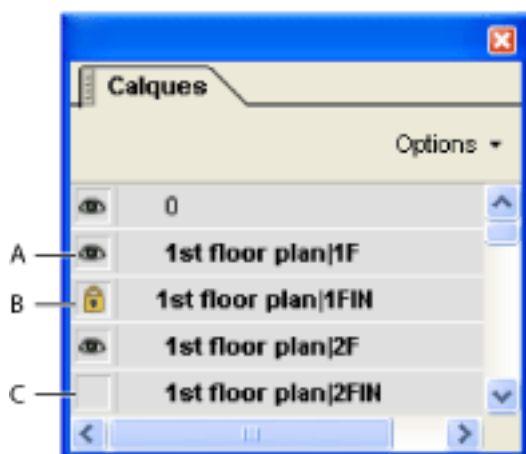 Calques
Options
0
A 1st floor plan|1F
B 1st floor plan|1FIN
1st floor plan|2F
C 1st floor plan|2FIN